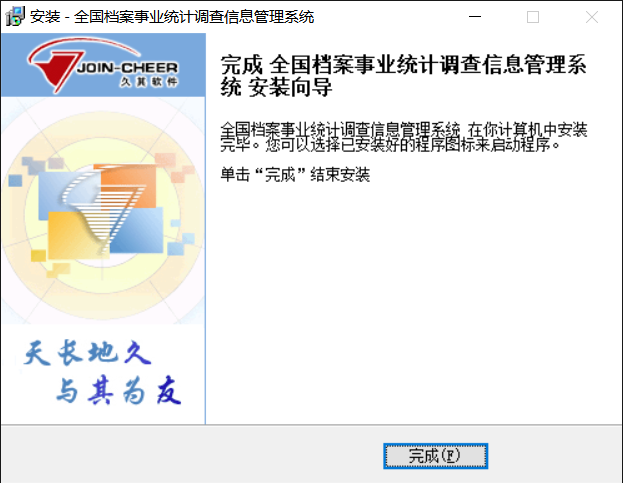 安装 - 全国档案事业统计调查信息管理系统
JOIN-CHEER
久其软件
完成 全国档案事业统计调查信息管理系
统 安装向导
全国档案事业统计调查信息管理系统 在你计算机中安装
完毕。您可以选择已安装好的程序图标来启动程序。
单击“完成”结束安装
天长地久
与其为友
完成(F)